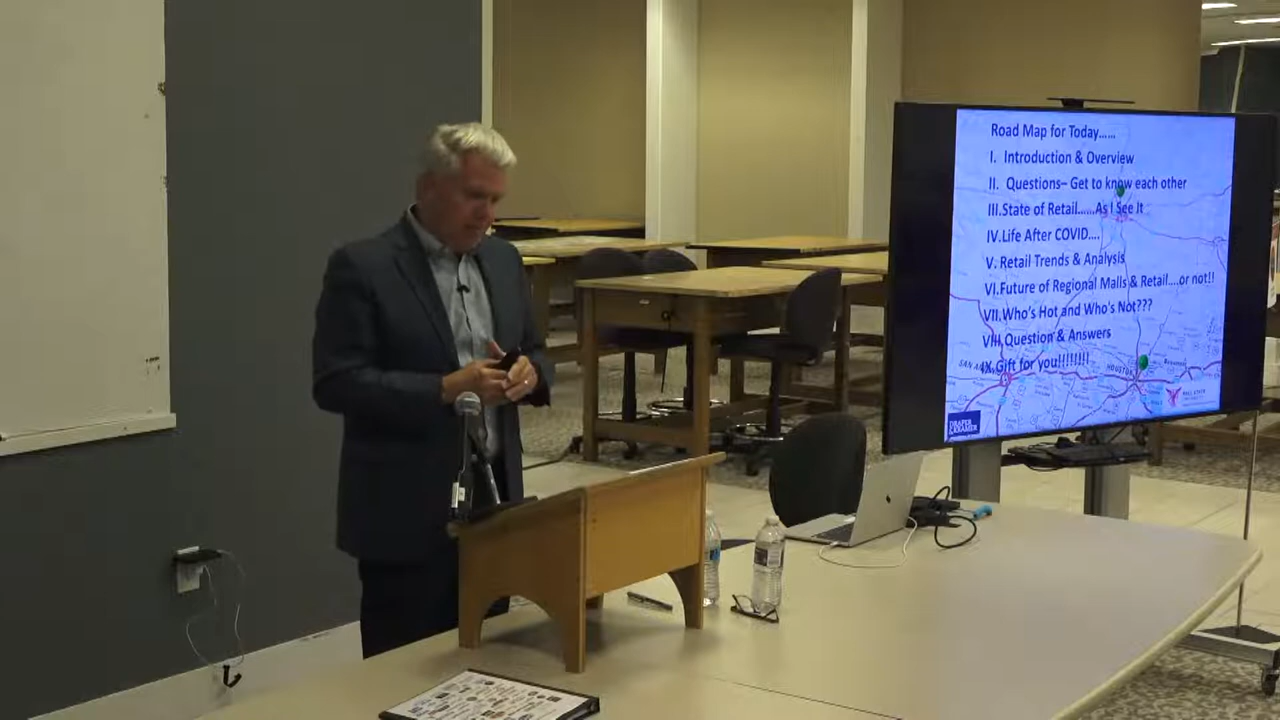 Road Map for Today......
I. Introduction & Overview
II. Questions– Get to know each other
III.State of Retail......As I See It
IV.Life After COVID....
V. Retail Trends & Analysis
VI.Future of Regional Malls & Retail....or not!!
VII.Who's Hot and Who's Not???
VIII.Question & Answers
IX.Gift for you!!!!!!!!
HOUSTON
DRAPER
& KRAMER